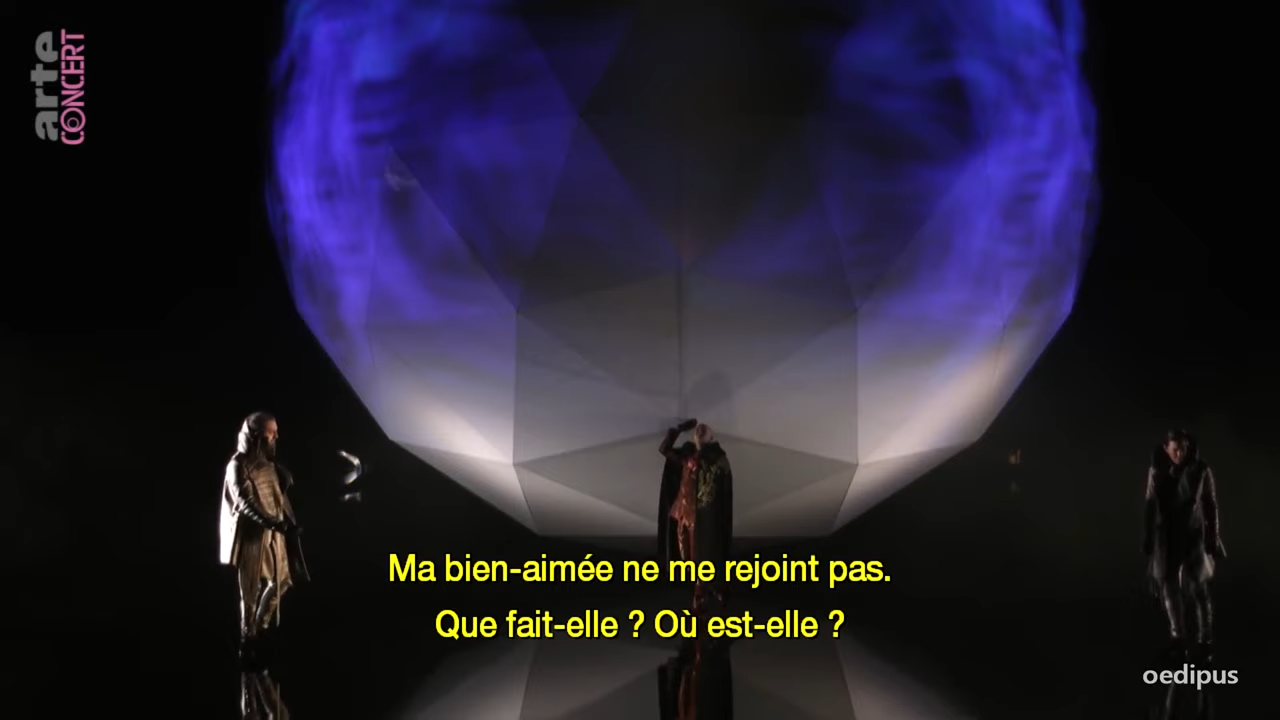 arte
CONCERT
Ma bien-aimée ne me rejoint pas.
Que fait-elle ? Où est-elle ?
oedipus